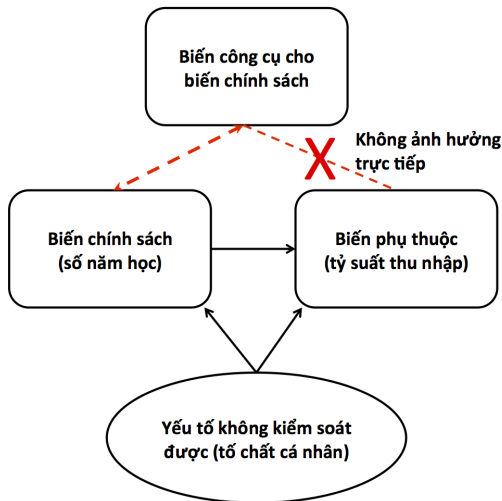 Biến công cụ cho
biến chính sách
Không ảnh hưởng
trực tiếp
X
Biến chính sách
(số năm học)
Biến phụ thuộc
(tỷ suất thu nhập)
Yếu tố không kiểm soát
được (tố chất cá nhân)